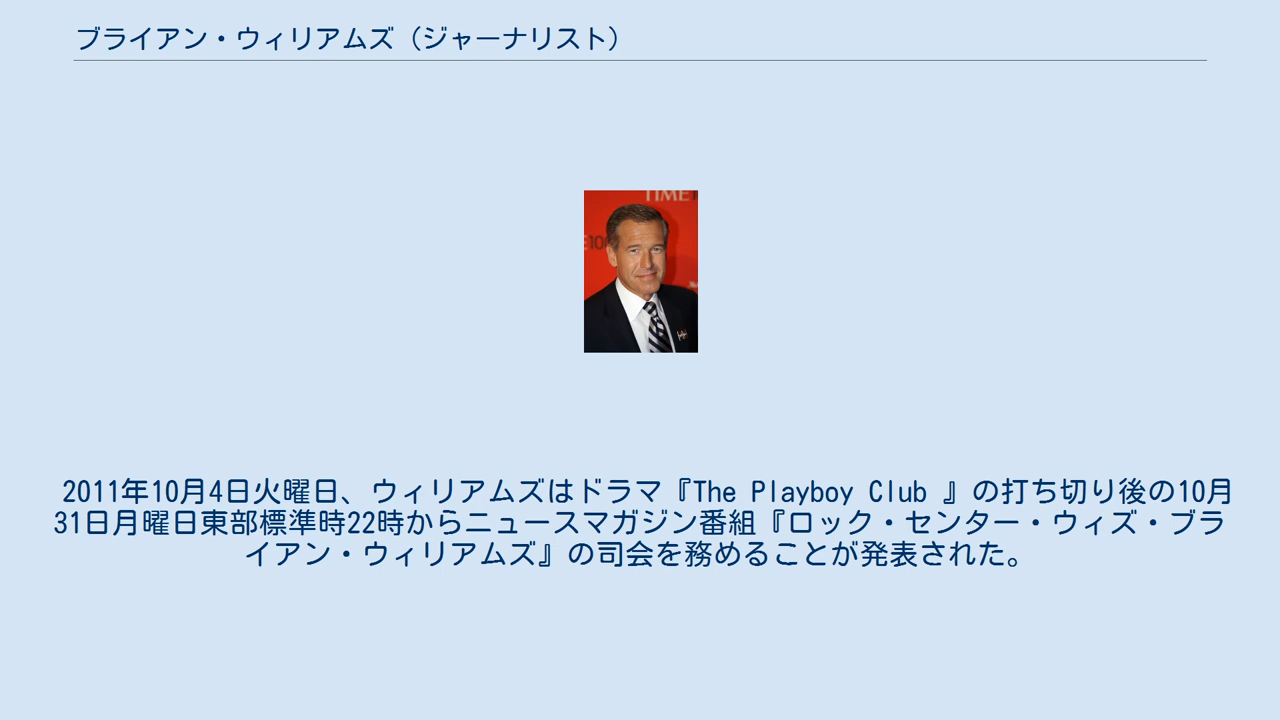 ブライアン・ウィリアムズ（ジャーナリスト）
TIME
100
2011年10月4日火曜日、ウィリアムズはドラマ『The Playboy Club 』の打ち切り後の10月
31日月曜日東部標準時22時からニュースマガジン番組『ロック・センター・ウィズ・ブラ
イアン・ウィリアムズ』の司会を務めることが発表された。